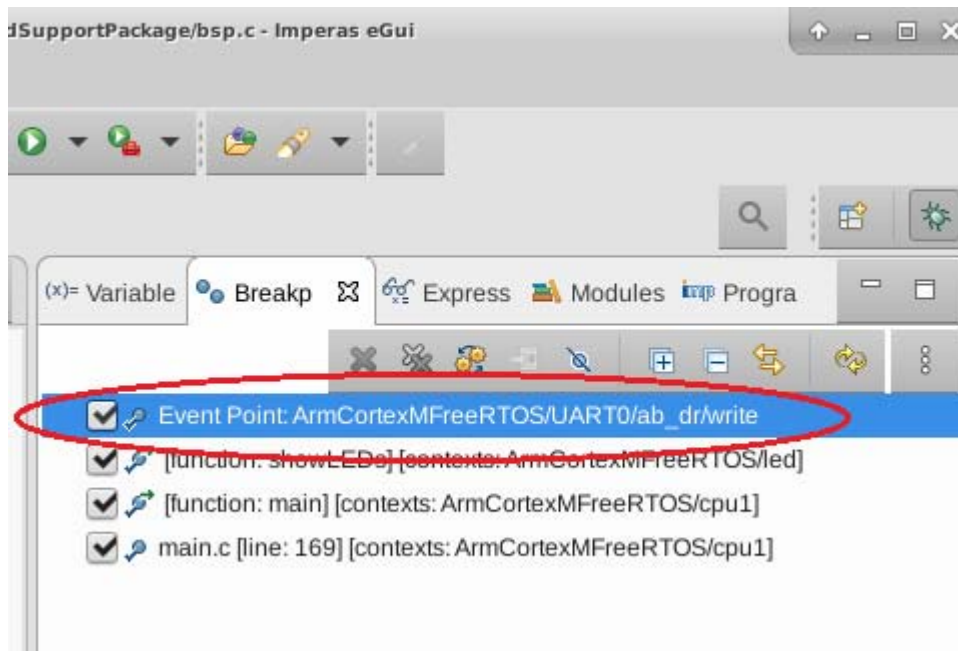 dSupportPackage/bsp.c - Imperas eGui
(x)= Variable Breakp Express Modules imp Progra
Event Point: ArmCortexMFreeRTOS/UART0/ab_dr/write
[function: showLEDs] [contexts: ArmCortexMFreeRTOS/led]
[function: main] [contexts: ArmCortexMFreeRTOS/cpu1]
main.c [line: 169] [contexts: ArmCortexMFreeRTOS/cpu1]